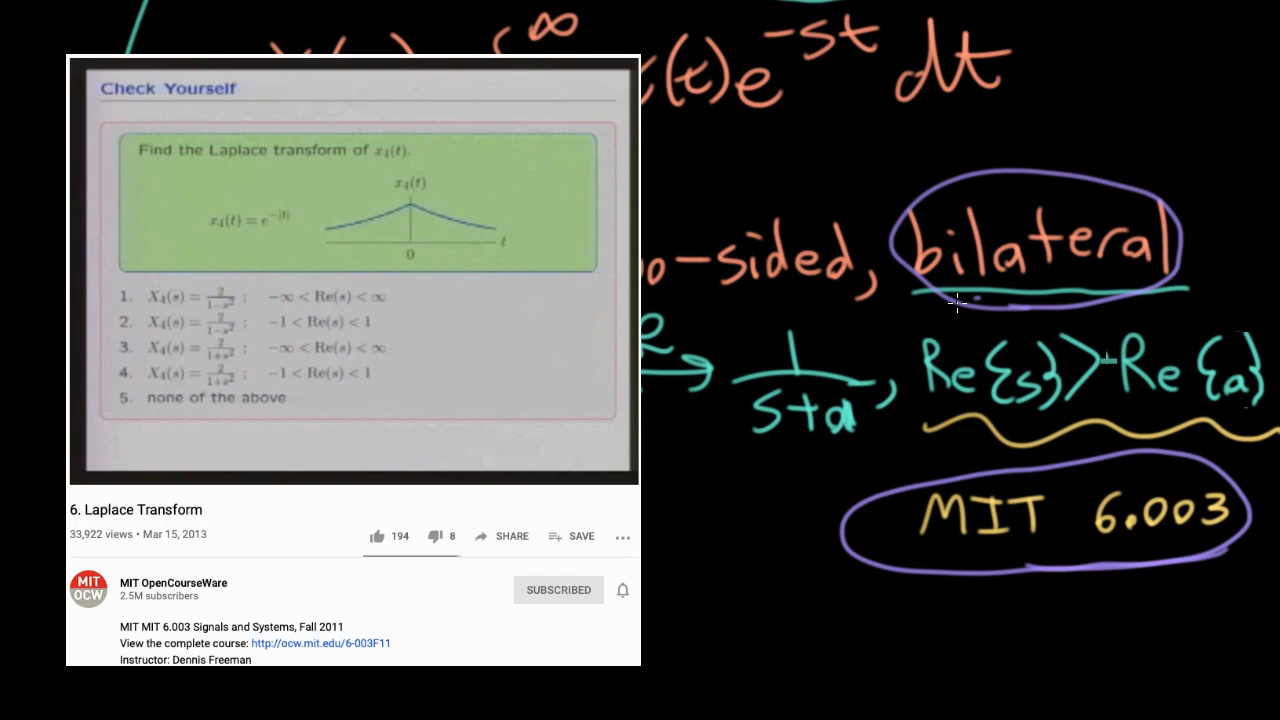 ∞
(t)e^{-st} dt
Check Yourself
Find the Laplace transform of x₄(t).
x₄(t)
x₄(t) = e^{-|t|}
t
0
1. X₄(s) = 2/(1−s²) ; −∞ < Re(s) < ∞
2. X₄(s) = 2/(1−s²) ; −1 < Re(s) < 1
3. X₄(s) = 2/(1+s²) ; −∞ < Re(s) < ∞
4. X₄(s) = 2/(1+s²) ; −1 < Re(s) < 1
5. none of the above
o-sided, bilateral
1/(s+a), Re{s}>-Re{a}
MIT 6.003
6. Laplace Transform
33,922 views • Mar 15, 2013
194 8 SHARE SAVE ...
MIT OCW
MIT OpenCourseWare
2.5M subscribers
SUBSCRIBED
MIT MIT 6.003 Signals and Systems, Fall 2011
View the complete course: http://ocw.mit.edu/6-003F11
Instructor: Dennis Freeman